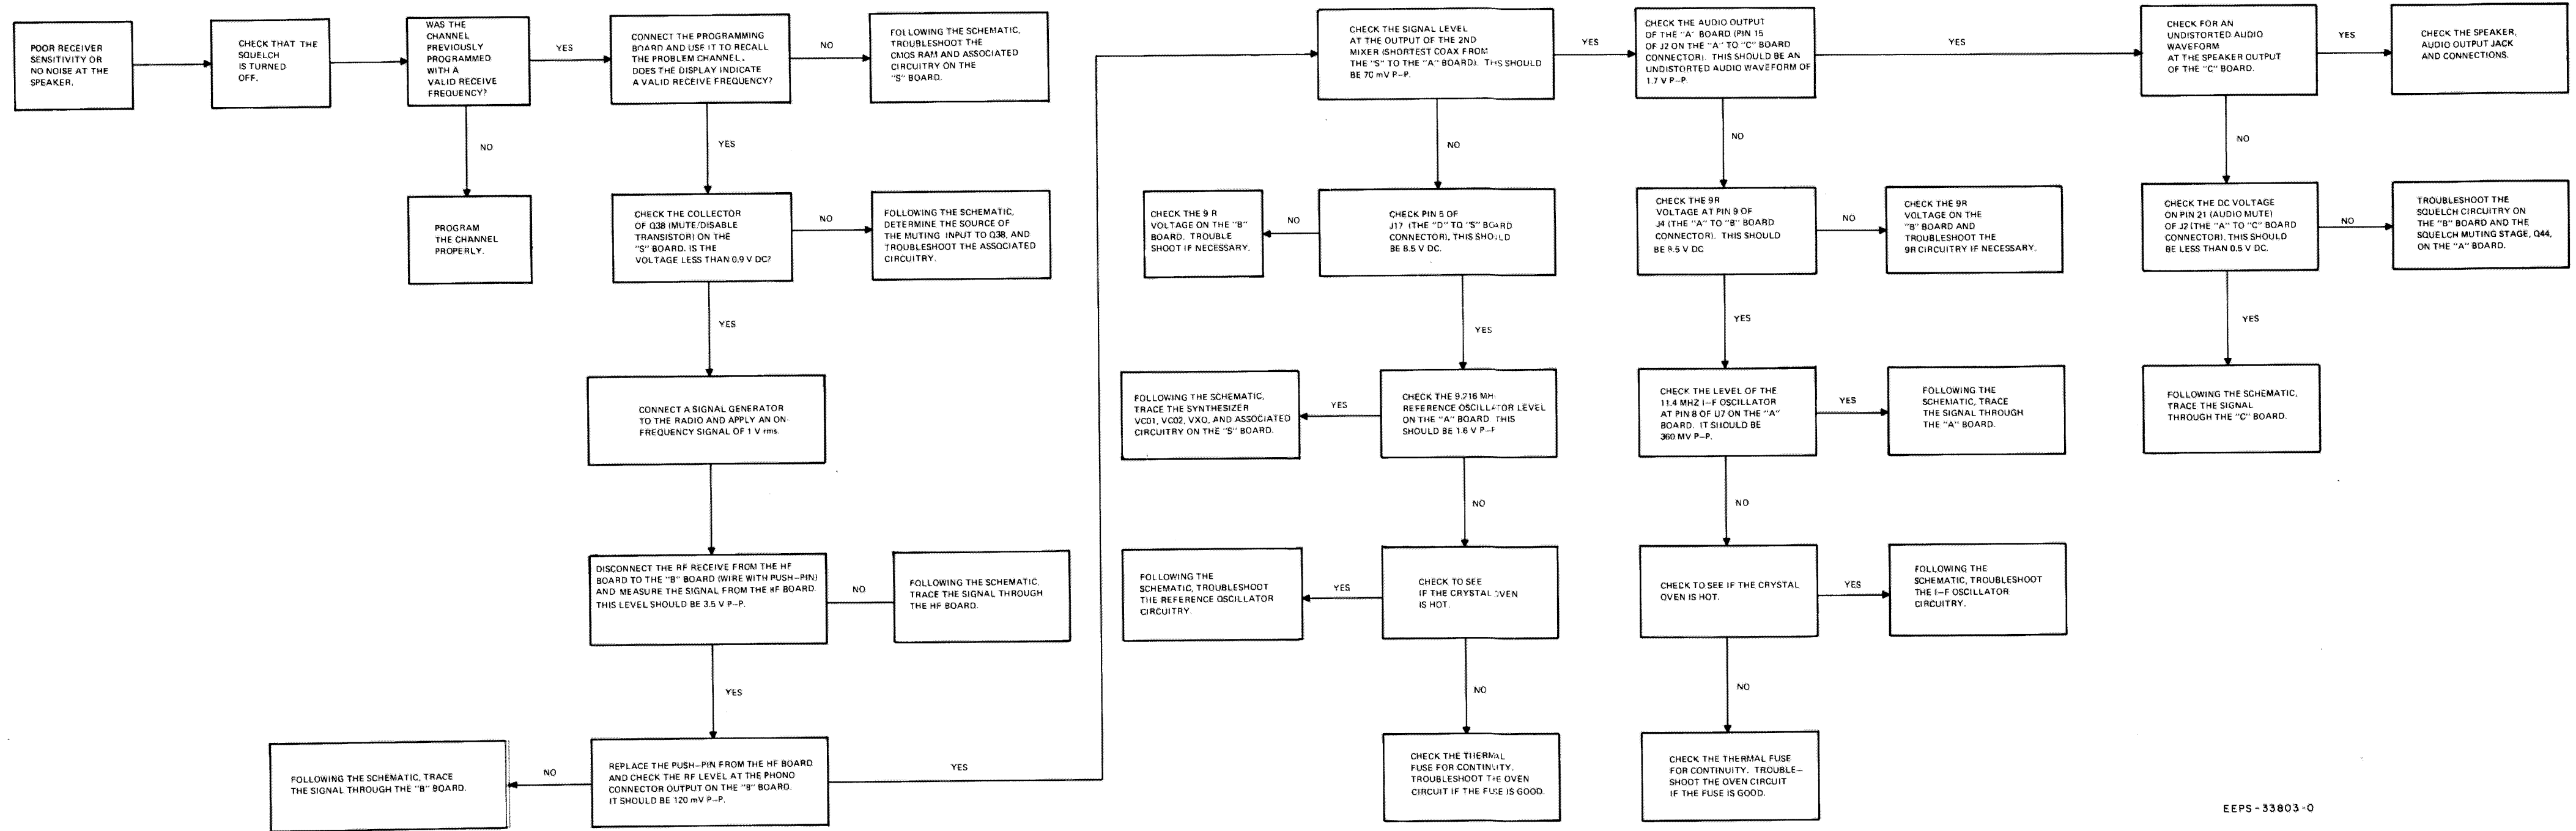 POOR RECEIVER
SENSITIVITY OR
NO NOISE AT THE
SPEAKER.
CHECK THAT THE
SQUELCH
IS TURNED
OFF.
WAS THE
CHANNEL
PREVIOUSLY
PROGRAMMED
WITH A
VALID RECEIVE
FREQUENCY?
YES
NO
PROGRAM
THE CHANNEL
PROPERLY.
CONNECT THE PROGRAMMING
BOARD AND USE IT TO RECALL
THE PROBLEM CHANNEL.
DOES THE DISPLAY INDICATE
A VALID RECEIVE FREQUENCY?
NO
FOLLOWING THE SCHEMATIC,
TROUBLESHOOT THE
CMOS RAM AND ASSOCIATED
CIRCUITRY ON THE
"S" BOARD.
YES
CHECK THE COLLECTOR
OF Q38 (MUTE/DISABLE
TRANSISTOR) ON THE
"S" BOARD. IS THE
VOLTAGE LESS THAN 0.9 V DC?
NO
FOLLOWING THE SCHEMATIC,
DETERMINE THE SOURCE OF
THE MUTING INPUT TO Q38, AND
TROUBLESHOOT THE ASSOCIATED
CIRCUITRY.
YES
CONNECT A SIGNAL GENERATOR
TO THE RADIO AND APPLY AN ON-
FREQUENCY SIGNAL OF 1 V rms.
DISCONNECT THE RF RECEIVE FROM THE HF
BOARD TO THE "B" BOARD (WIRE WITH PUSH-PIN)
AND MEASURE THE SIGNAL FROM THE HF BOARD.
THIS LEVEL SHOULD BE 3.5 V P-P.
NO
FOLLOWING THE SCHEMATIC,
TRACE THE SIGNAL THROUGH
THE HF BOARD.
YES
REPLACE THE PUSH-PIN FROM THE HF BOARD
AND CHECK THE RF LEVEL AT THE PHONO
CONNECTOR OUTPUT ON THE "B" BOARD.
IT SHOULD BE 120 mV P-P.
NO
FOLLOWING THE SCHEMATIC, TRACE
THE SIGNAL THROUGH THE "B" BOARD.
YES
CHECK THE SIGNAL LEVEL
AT THE OUTPUT OF THE 2ND
MIXER (SHORTEST COAX FROM
THE "S" TO THE "A" BOARD). THIS SHOULD
BE 70 mV P-P.
YES
NO
CHECK PIN 5 OF
J17 (THE "D" TO "S" BOARD
CONNECTOR), THIS SHOULD
BE 8.5 V DC.
NO
CHECK THE 9 R
VOLTAGE ON THE "B"
BOARD. TROUBLE
SHOOT IF NECESSARY.
YES
CHECK THE 9.216 MHz
REFERENCE OSCILLATOR LEVEL
ON THE "A" BOARD. THIS
SHOULD BE 1.6 V P-P
YES
FOLLOWING THE SCHEMATIC,
TRACE THE SYNTHESIZER
VCO1, VCO2, VXO, AND ASSOCIATED
CIRCUITRY ON THE "S" BOARD.
NO
CHECK TO SEE
IF THE CRYSTAL OVEN
IS HOT.
YES
FOLLOWING THE
SCHEMATIC, TROUBLESHOOT
THE REFERENCE OSCILLATOR
CIRCUITRY.
NO
CHECK THE THERMAL
FUSE FOR CONTINUITY.
TROUBLESHOOT THE OVEN
CIRCUIT IF THE FUSE IS GOOD.
CHECK THE AUDIO OUTPUT
OF THE "A" BOARD (PIN 15
OF J2 ON THE "A" TO "C" BOARD
CONNECTOR). THIS SHOULD BE AN
UNDISTORTED AUDIO WAVEFORM OF
1.7 V P-P.
YES
NO
CHECK THE 9R
VOLTAGE AT PIN 9 OF
J4 (THE "A" TO "B" BOARD
CONNECTOR). THIS SHOULD
BE 8.5 V DC
NO
CHECK THE 9R
VOLTAGE ON THE
"B" BOARD AND
TROUBLESHOOT THE
9R CIRCUITRY IF NECESSARY.
YES
CHECK THE LEVEL OF THE
11.4 MHZ I-F OSCILLATOR
AT PIN 8 OF U7 ON THE "A"
BOARD. IT SHOULD BE
360 MV P-P.
YES
FOLLOWING THE
SCHEMATIC, TRACE
THE SIGNAL THROUGH
THE "A" BOARD.
NO
CHECK TO SEE IF THE CRYSTAL
OVEN IS HOT.
YES
FOLLOWING THE
SCHEMATIC, TROUBLESHOOT
THE I-F OSCILLATOR
CIRCUITRY.
NO
CHECK THE THERMAL FUSE
FOR CONTINUITY. TROUBLE-
SHOOT THE OVEN CIRCUIT
IF THE FUSE IS GOOD.
CHECK FOR AN
UNDISTORTED AUDIO
WAVEFORM
AT THE SPEAKER OUTPUT
OF THE "C" BOARD.
YES
CHECK THE SPEAKER,
AUDIO OUTPUT JACK
AND CONNECTIONS.
NO
CHECK THE DC VOLTAGE
ON PIN 21 (AUDIO MUTE)
OF J2 (THE "A" TO "C" BOARD
CONNECTOR), THIS SHOULD
BE LESS THAN 0.5 V DC.
NO
TROUBLESHOOT THE
SQUELCH CIRCUITRY ON
THE "B" BOARD AND THE
SQUELCH MUTING STAGE, Q44,
ON THE "A" BOARD.
YES
FOLLOWING THE SCHEMATIC,
TRACE THE SIGNAL
THROUGH THE "C" BOARD.
EEPS-33803-0